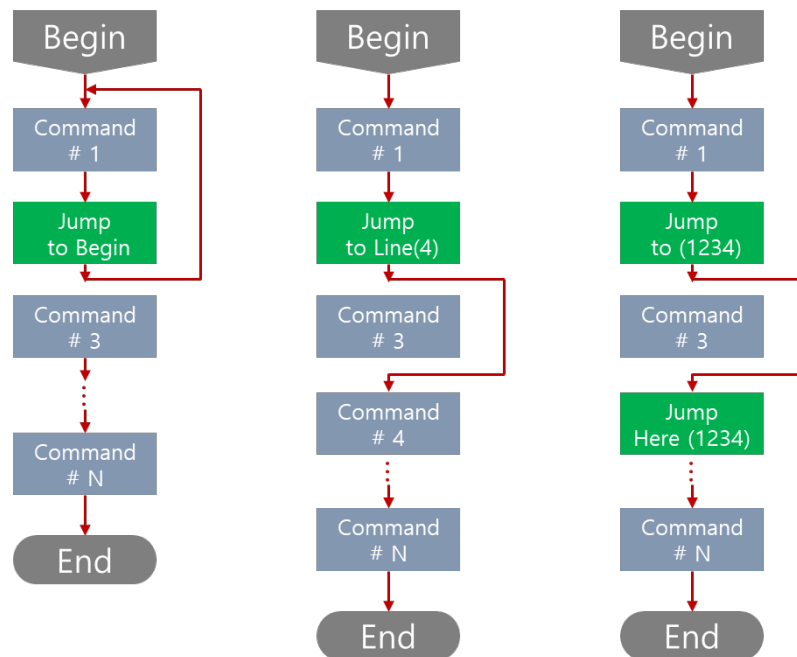 Begin
Command
# 1
Jump
to Begin
Command
# 3
Command
# N
End
Begin
Command
# 1
Jump
to Line(4)
Command
# 3
Command
# 4
Command
# N
End
Begin
Command
# 1
Jump
to (1234)
Command
# 3
Jump
Here (1234)
Command
# N
End